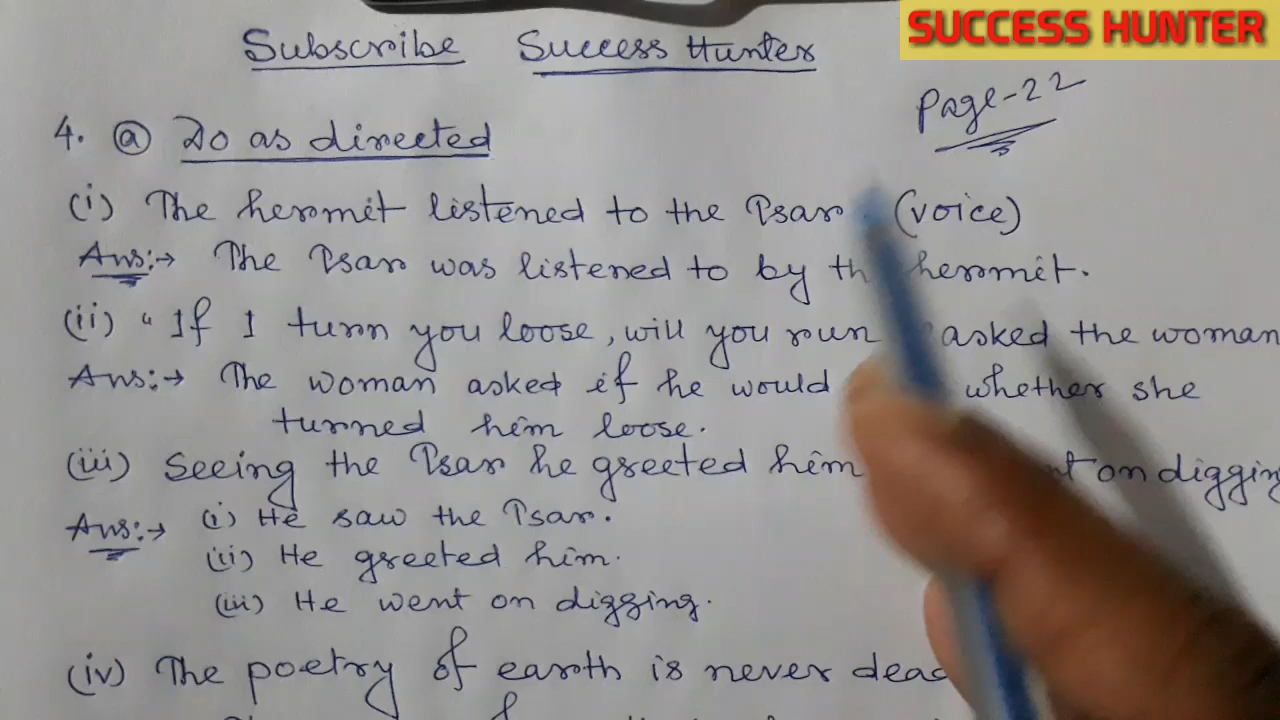 SUCCESS HUNTER
Subscribe Success Hunter
Page-22
4. (a) Do as directed
(i) The hermit listened to the Tsar. (voice)
Ans:→ The Tsar was listened to by th hermit.
(ii) "If I turn you loose, will you run asked the woman
Ans:→ The woman asked if he would whether she
turned him loose.
(iii) Seeing the Tsar he greeted him on digging
Ans:→ (i) He saw the Tsar.
(ii) He greeted him.
(iii) He went on digging.
(iv) The poetry of earth is never dead